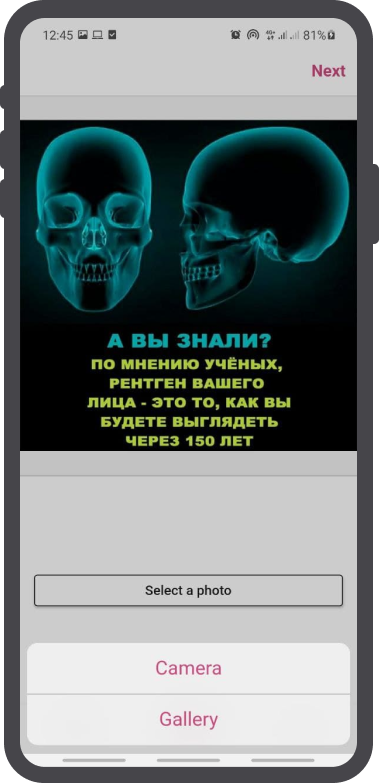 12:45 81%
Next
А ВЫ ЗНАЛИ?
ПО МНЕНИЮ УЧЁНЫХ,
РЕНТГЕН ВАШЕГО
ЛИЦА - ЭТО ТО, КАК ВЫ
БУДЕТЕ ВЫГЛЯДЕТЬ
ЧЕРЕЗ 150 ЛЕТ
Select a photo
Camera
Gallery